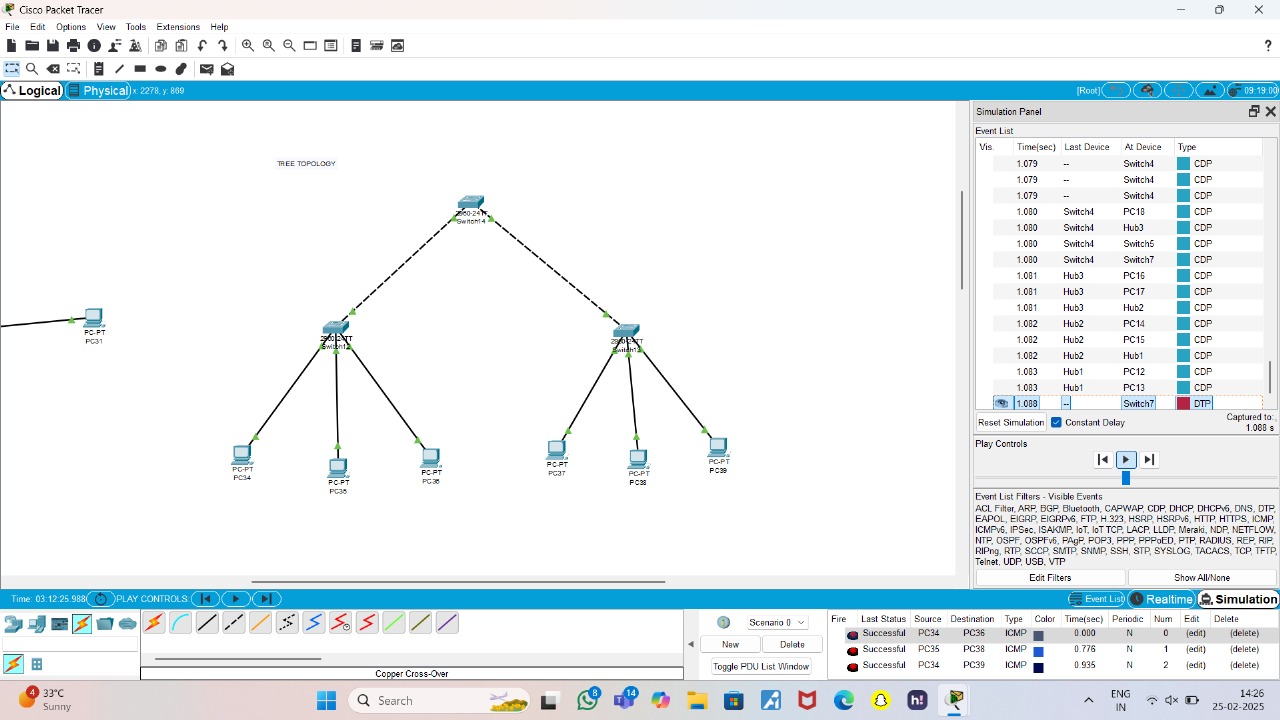 Cisco Packet Tracer
File Edit Options View Tools Extensions Help
Logical Physical x: 2278, y: 869 [Root] 09:19:00
Simulation Panel
Event List
Vis. Time(sec) Last Device At Device Type
1.079 -- Switch4 CDP
1.079 -- Switch4 CDP
1.079 -- Switch4 CDP
1.080 Switch4 PC18 CDP
1.080 Switch4 Hub3 CDP
1.080 Switch4 Switch5 CDP
1.080 Switch4 Switch7 CDP
1.081 Hub3 PC16 CDP
1.081 Hub3 PC17 CDP
1.081 Hub3 Hub2 CDP
1.082 Hub2 PC14 CDP
1.082 Hub2 PC15 CDP
1.082 Hub2 Hub1 CDP
1.083 Hub1 PC12 CDP
1.083 Hub1 PC13 CDP
1.088 -- Switch7 DTP
Reset Simulation Constant Delay Captured to:
1.088 s
Play Controls
Event List Filters - Visible Events
ACL Filter, ARP, BGP, Bluetooth, CAPWAP, CDP, DHCP, DHCPv6, DNS, DTP,
EAPOL, EIGRP, EIGRPv6, FTP, H.323, HSRP, HSRPv6, HTTP, HTTPS, ICMP,
ICMPv6, IPSec, ISAKMP, IoT, IoT TCP, LACP, LLDP, Meraki, NDP, NETFLOW,
NTP, OSPF, OSPFv6, PAgP, POP3, PPP, PPPoED, PTP, RADIUS, REP, RIP,
RIPng, RTP, SCCP, SMTP, SNMP, SSH, STP, SYSLOG, TACACS, TCP, TFTP,
Telnet, UDP, USB, VTP
Edit Filters Show All/None
TREE TOPOLOGY
2960-24TT
Switch14
2960-24TT
2960-24TT
PC-PT
PC31
PC-PT
PC34
PC-PT
PC35
PC-PT
PC36
PC-PT
PC37
PC-PT
PC38
PC-PT
PC39
Time: 03:12:25.988 PLAY CONTROLS: Event List Realtime Simulation
Copper Cross-Over
Scenario 0
New Delete
Toggle PDU List Window
Fire Last Status Source Destination Type Color Time(sec) Periodic Num Edit Delete
Successful PC34 PC36 ICMP 0.000 N 0 (edit) (delete)
Successful PC35 PC38 ICMP 0.776 N 1 (edit) (delete)
Successful PC34 PC39 ICMP 0.935 N 2 (edit) (delete)
4 33°C
Sunny
Search
8
14
h!
ENG
IN
14:26
25-02-2025